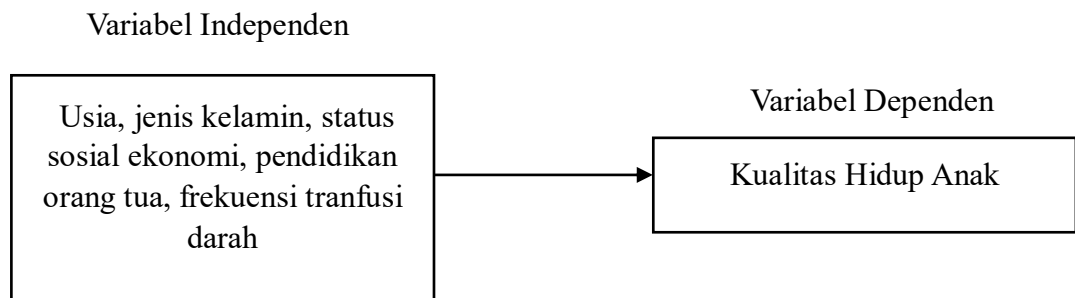 Variabel Independen
Usia, jenis kelamin, status
sosial ekonomi, pendidikan
orang tua, frekuensi tranfusi
darah
Variabel Dependen
Kualitas Hidup Anak